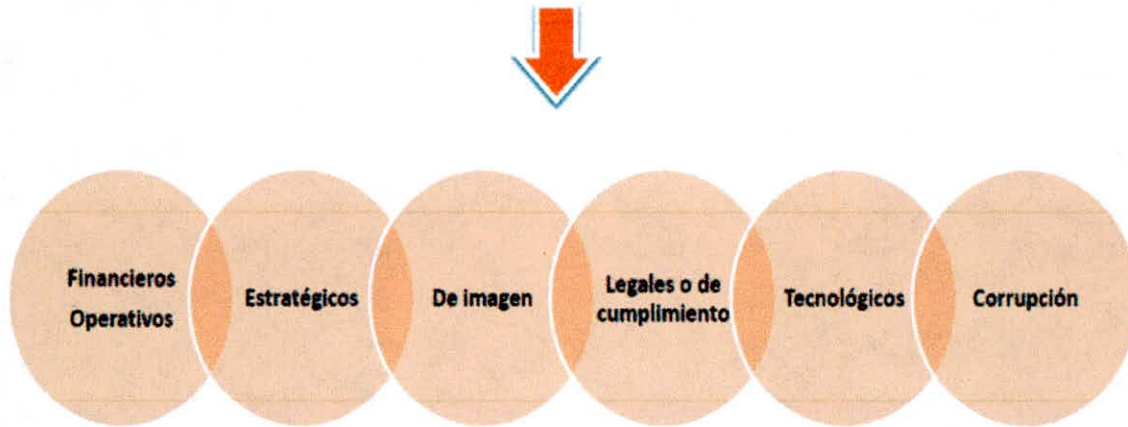 Financieros
Operativos
Estratégicos
De imagen
Legales o de
cumplimiento
Tecnológicos
Corrupción